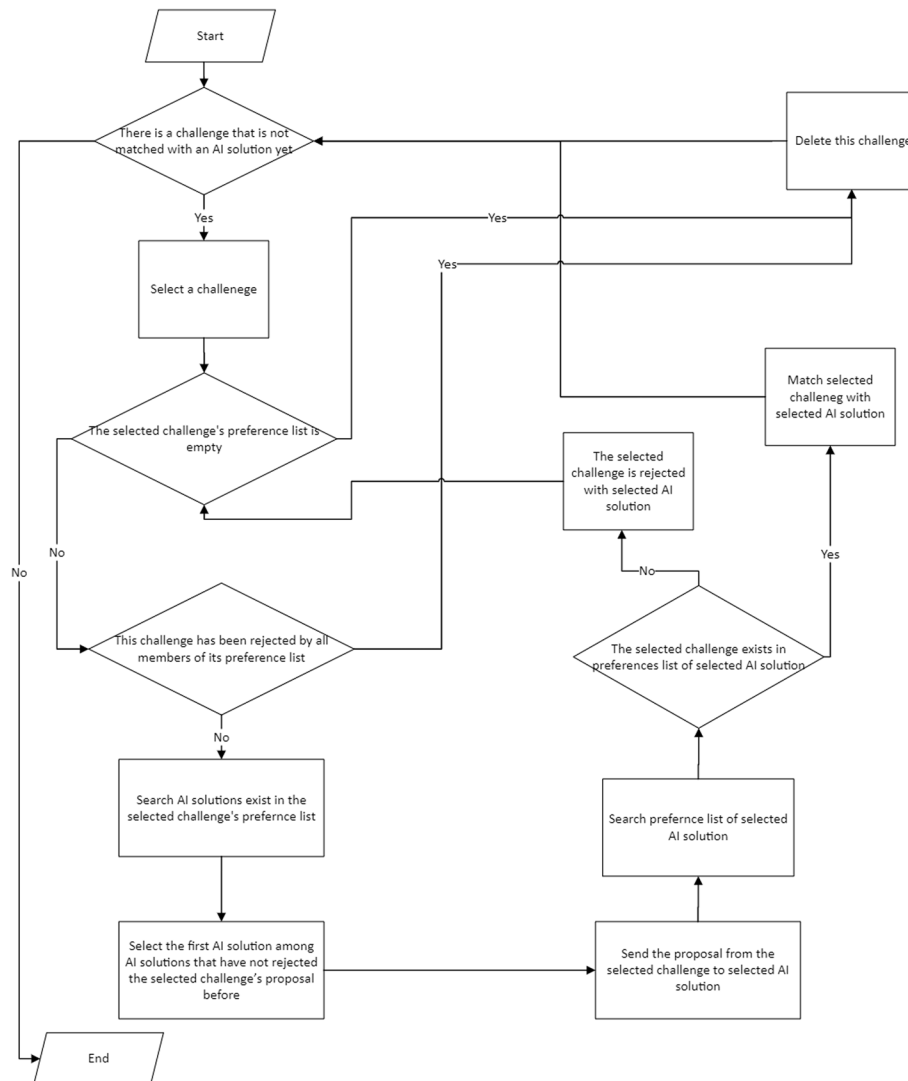 Start
There is a challenge that is not
matched with an AI solution yet
Delete this challenge
Yes
Yes
Select a challenege
Yes
The selected challenge's preference list is
empty
Match selected
challeneg with
selected AI solution
The selected
challenge is rejected
with selected AI
solution
No
No
No
Yes
This challenge has been rejected by all
members of its preference list
The selected challenge exists in
preferences list of selected AI solution
No
Search AI solutions exist in the
selected challenge's prefernce list
Search prefernce list of selected
AI solution
Select the first AI solution among
AI solutions that have not rejected
the selected challenge’s proposal
before
Send the proposal from the
selected challenge to selected AI
solution
End